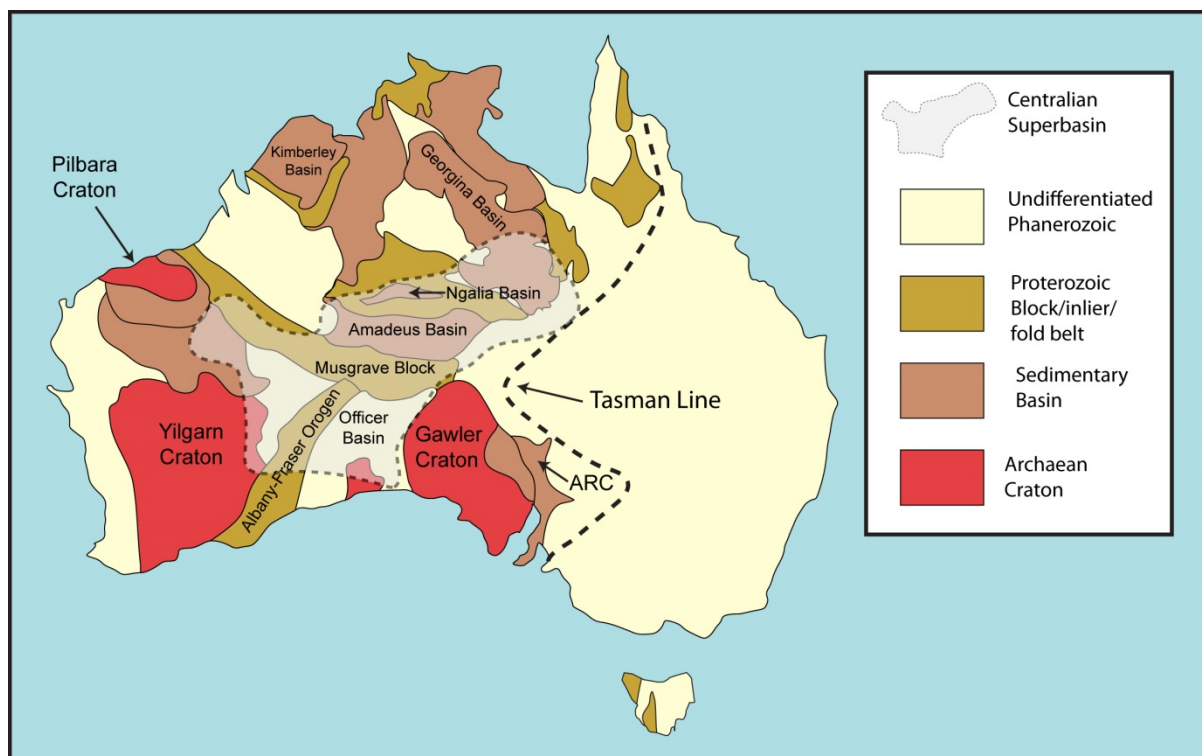 Pilbara
Craton
Kimberley
Basin
Georgina Basin
Ngalia Basin
Amadeus Basin
Musgrave Block
Yilgarn
Craton
Albany-Fraser Orogen
Officer
Basin
Gawler
Craton
ARC
Tasman Line
Centralian
Superbasin
Undifferentiated
Phanerozoic
Proterozoic
Block/inlier/
fold belt
Sedimentary
Basin
Archaean
Craton